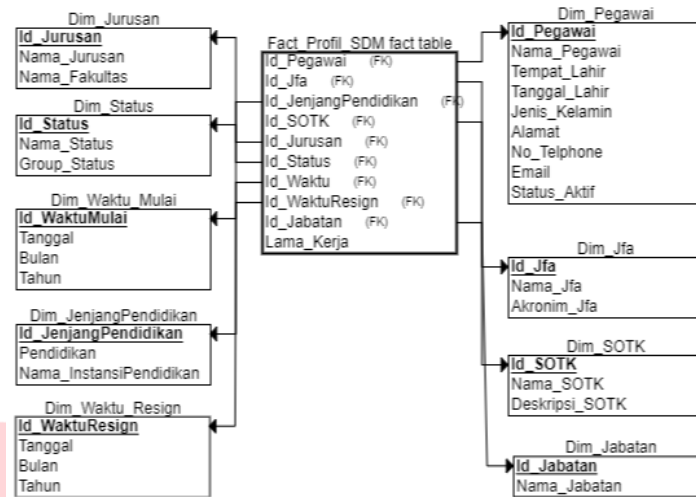 Dim_Jurusan
Id_Jurusan
Nama_Jurusan
Nama_Fakultas
Dim_Status
Id_Status
Nama_Status
Group_Status
Dim_Waktu_Mulai
Id_WaktuMulai
Tanggal
Bulan
Tahun
Dim_JenjangPendidikan
Id_JenjangPendidikan
Pendidikan
Nama_InstansiPendidikan
Dim_Waktu_Resign
Id_WaktuResign
Tanggal
Bulan
Tahun
Fact_Profil_SDM fact table
Id_Pegawai (FK)
Id_Jfa (FK)
Id_JenjangPendidikan (FK)
Id_SOTK (FK)
Id_Jurusan (FK)
Id_Status (FK)
Id_Waktu (FK)
Id_WaktuResign (FK)
Id_Jabatan (FK)
Lama_Kerja
Dim_Pegawai
Id_Pegawai
Nama_Pegawai
Tempat_Lahir
Tanggal_Lahir
Jenis_Kelamin
Alamat
No_Telphone
Email
Status_Aktif
Dim_Jfa
Id_Jfa
Nama_Jfa
Akronim_Jfa
Dim_SOTK
Id_SOTK
Nama_SOTK
Deskripsi_SOTK
Dim_Jabatan
Id_Jabatan
Nama_Jabatan